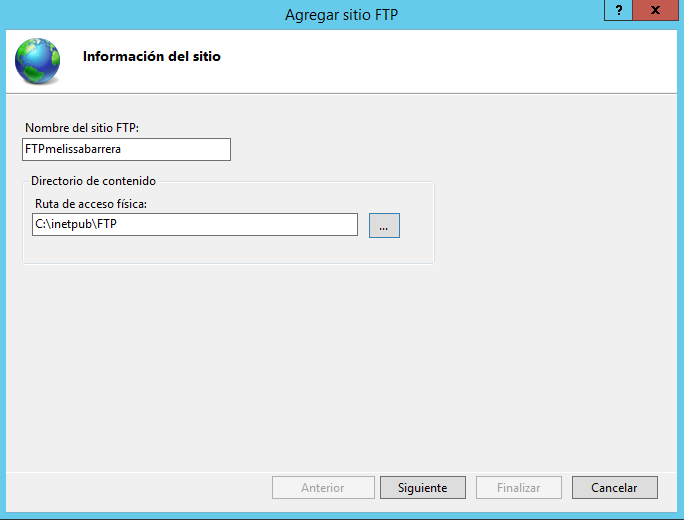 Agregar sitio FTP
?
x
Información del sitio
Nombre del sitio FTP:
FTPmelissabarrera
Directorio de contenido
Ruta de acceso física:
C:\inetpub\FTP
...
Anterior
Siguiente
Finalizar
Cancelar